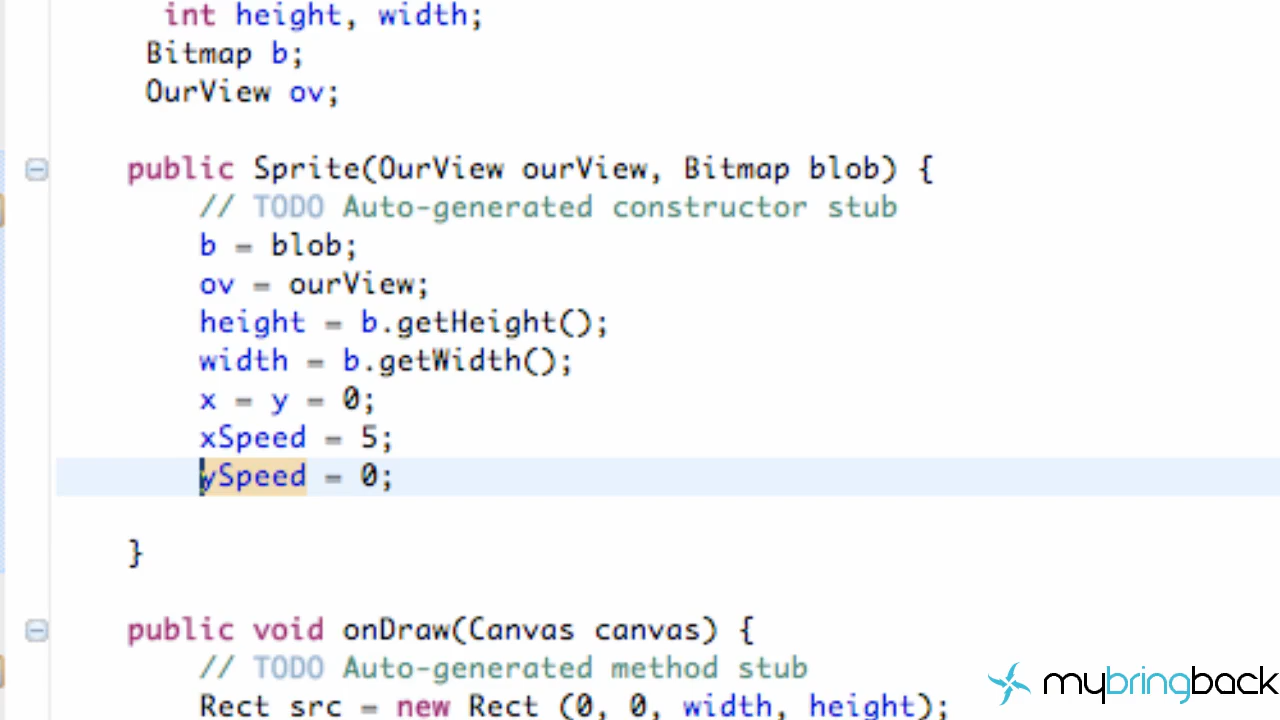 int height, width;
Bitmap b;
OurView ov;
public Sprite(OurView ourView, Bitmap blob) {
// TODO Auto-generated constructor stub
b = blob;
ov = ourView;
height = b.getHeight();
width = b.getWidth();
x = y = 0;
xSpeed = 5;
ySpeed = 0;
}
public void onDraw(Canvas canvas) {
// TODO Auto-generated method stub
Rect src = new Rect (0, 0, width, height);
mybringback